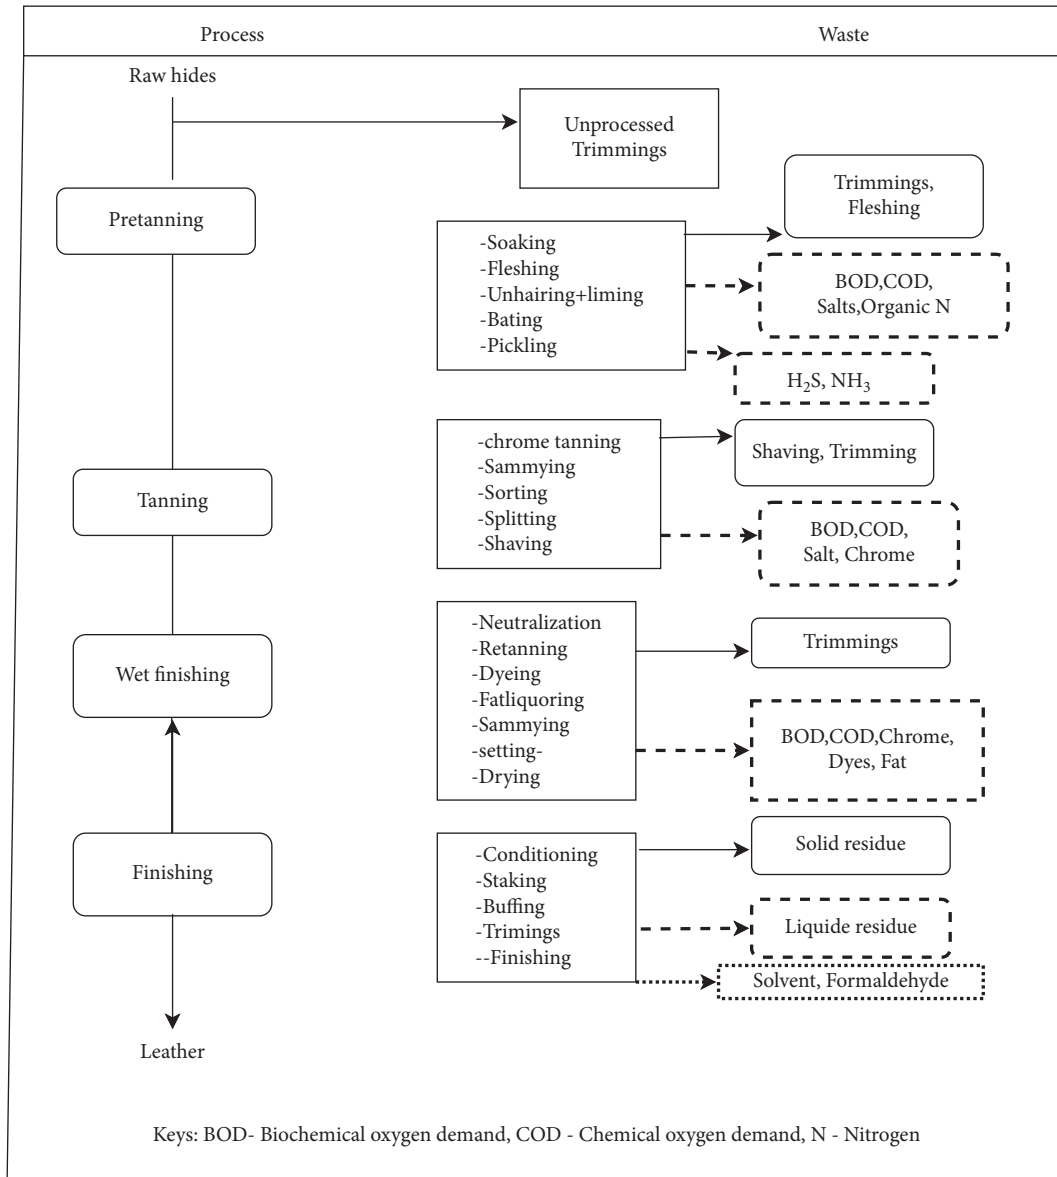 Process
Waste
Raw hides
Unprocessed
Trimmings
Pretanning
-Soaking
-Fleshing
-Unhairing+liming
-Bating
-Pickling
Trimmings,
Fleshing
BOD,COD,
Salts,Organic N
H₂S, NH₃
Tanning
-chrome tanning
-Sammying
-Sorting
-Splitting
-Shaving
Shaving, Trimming
BOD,COD,
Salt, Chrome
Wet finishing
-Neutralization
-Retanning
-Dyeing
-Fatliquoring
-Sammying
-setting-
-Drying
Trimmings
BOD,COD,Chrome,
Dyes, Fat
Finishing
-Conditioning
-Staking
-Buffing
-Trimings
--Finishing
Solid residue
Liquide residue
Solvent, Formaldehyde
Leather
Keys: BOD- Biochemical oxygen demand, COD - Chemical oxygen demand, N - Nitrogen